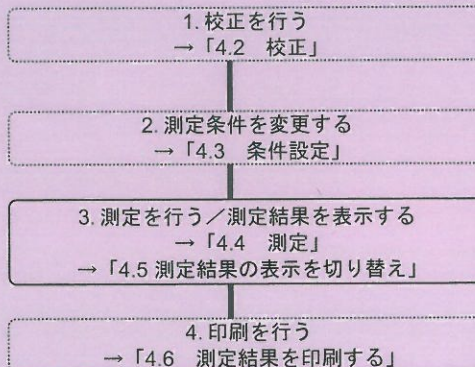 1. 校正を行う
→「4.2　校正」
2. 測定条件を変更する
→「4.3　条件設定」
3. 測定を行う／測定結果を表示する
→「4.4　測定」
→「4.5 測定結果の表示を切り替え」
4. 印刷を行う
→「4.6　測定結果を印刷する」